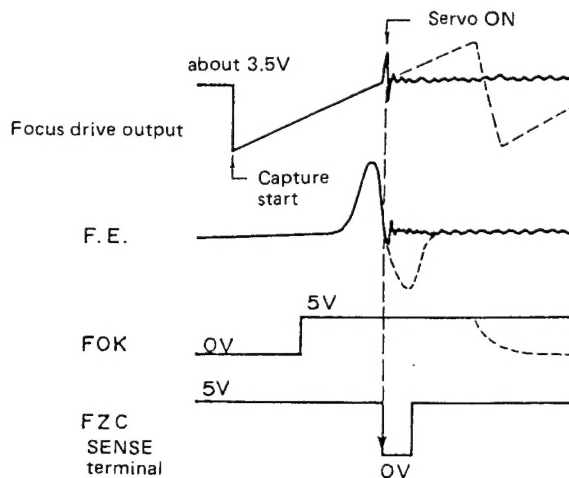 Servo ON
about 3.5V
Focus drive output
Capture
start
F.E.
5V
FOK
0V
5V
FZC
SENSE
terminal
0V